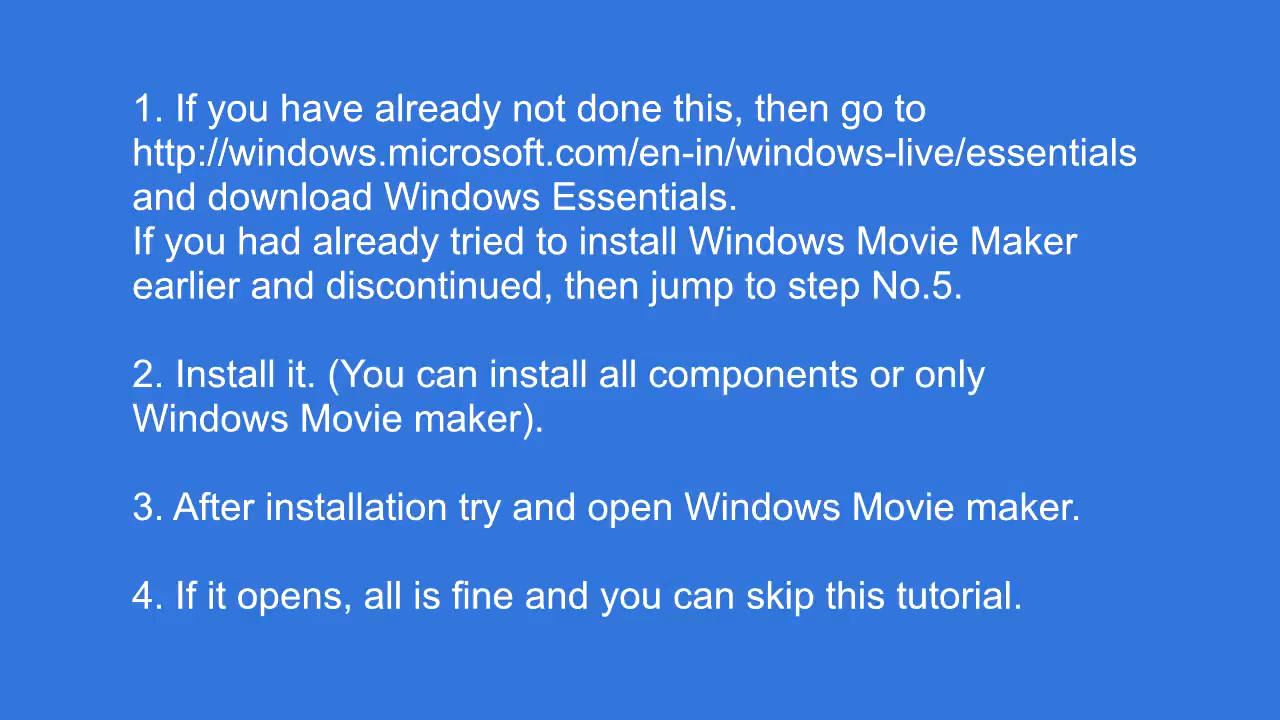 1. If you have already not done this, then go to
http://windows.microsoft.com/en-in/windows-live/essentials
and download Windows Essentials.
If you had already tried to install Windows Movie Maker
earlier and discontinued, then jump to step No.5.
2. Install it. (You can install all components or only
Windows Movie maker).
3. After installation try and open Windows Movie maker.
4. If it opens, all is fine and you can skip this tutorial.